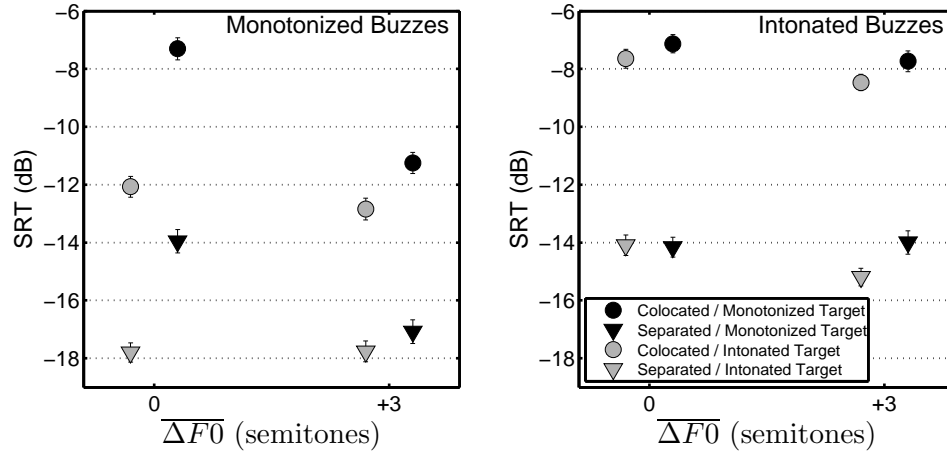 Monotonized Buzzes
−6
−8
−10
−12
−14
−16
−18
SRT (dB)
0
+3
ΔF0 (semitones)
Intonated Buzzes
−6
−8
−10
−12
−14
−16
−18
SRT (dB)
Colocated / Monotonized Target
Separated / Monotonized Target
Colocated / Intonated Target
Separated / Intonated Target
0
+3
ΔF0 (semitones)